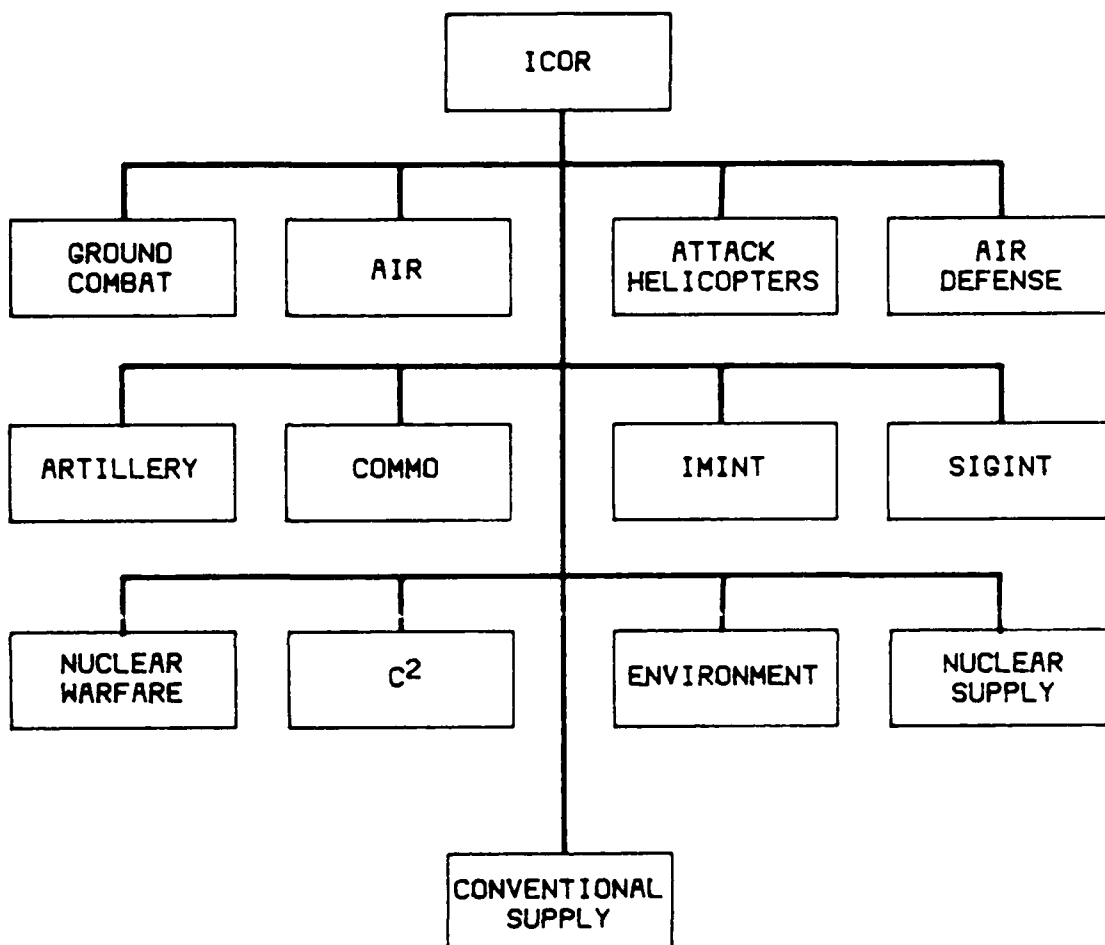 ICOR
GROUND
COMBAT
AIR
ATTACK
HELICOPTERS
AIR
DEFENSE
ARTILLERY
COMMO
IMINT
SIGINT
NUCLEAR
WARFARE
C²
ENVIRONMENT
NUCLEAR
SUPPLY
CONVENTIONAL
SUPPLY